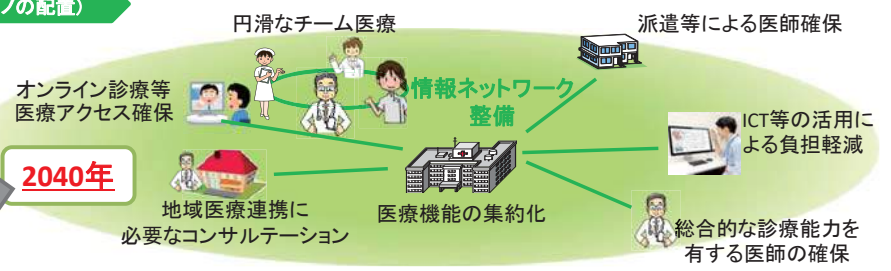 の配置）
円滑なチーム医療
派遣等による医師確保
オンライン診療等
医療アクセス確保
情報ネットワーク
整備
ICT等の活用に
よる負担軽減
2040年
地域医療連携に
必要なコンサルテーション
医療機能の集約化
総合的な診療能力を
有する医師の確保